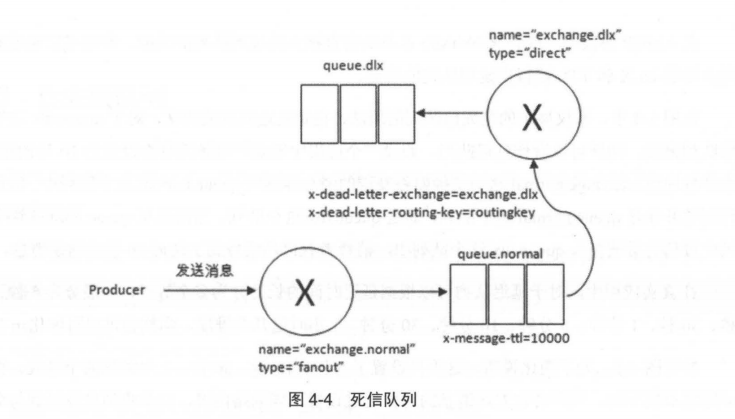 name=“exchange.dlx”
type=“direct”
queue.dlx
X
x-dead-letter-exchange=exchange.dlx
x-dead-letter-routing-key=routingkey
queue.normal
发送消息
Producer
X
x-message-ttl=10000
name=“exchange.normal”
type=“fanout”
图 4-4 死信队列